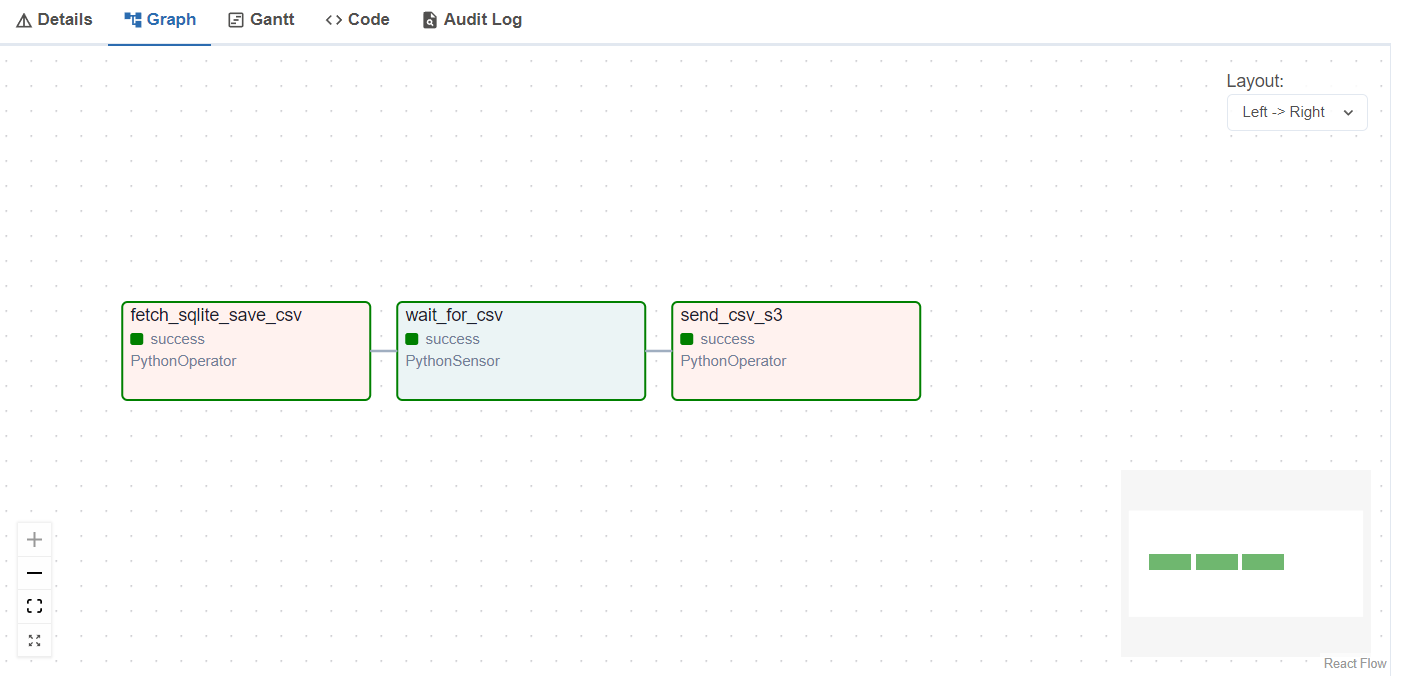 Details Graph Gantt Code Audit Log
Layout:
Left -> Right
fetch_sqlite_save_csv
success
PythonOperator
wait_for_csv
success
PythonSensor
send_csv_s3
success
PythonOperator
React Flow